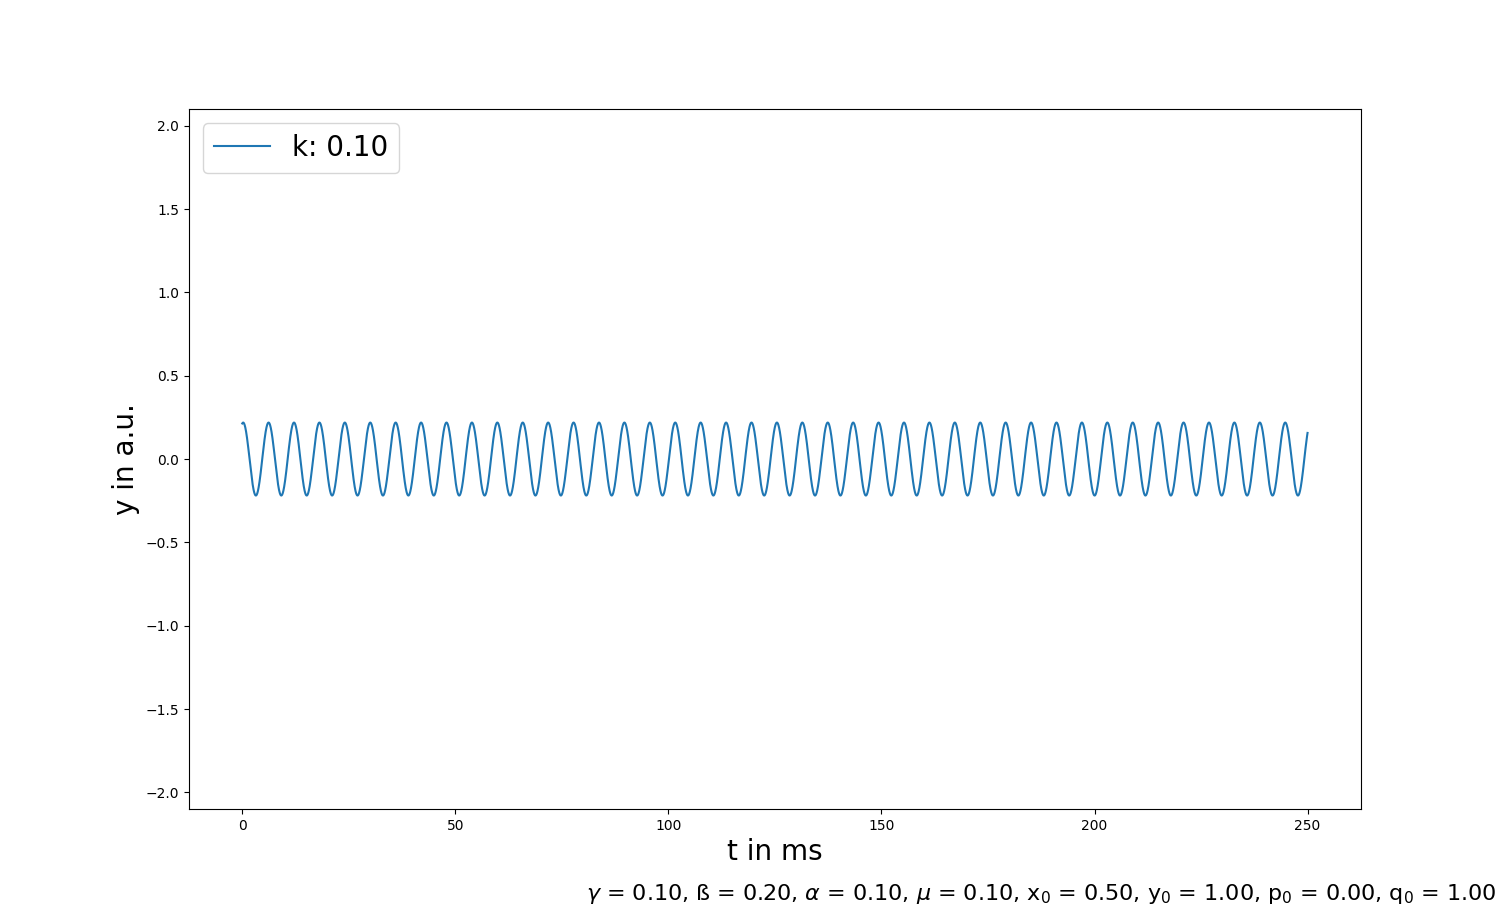 k: 0.10
2.0
1.5
1.0
0.5
0.0
−0.5
−1.0
−1.5
−2.0
y in a.u.
0 50 100 150 200 250
t in ms
γ = 0.10, ß = 0.20, α = 0.10, μ = 0.10, x₀ = 0.50, y₀ = 1.00, p₀ = 0.00, q₀ = 1.00